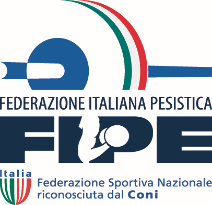 FEDERAZIONE ITALIANA PESISTICA
FIPE
Italia
Federazione Sportiva Nazionale
riconosciuta dal Coni